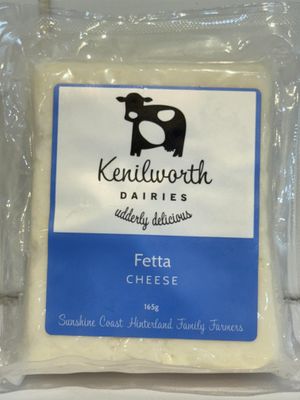 Kenilworth
DAIRIES
udderly delicious
Fetta
CHEESE
165g
Sunshine Coast Hinterland Family Farmers